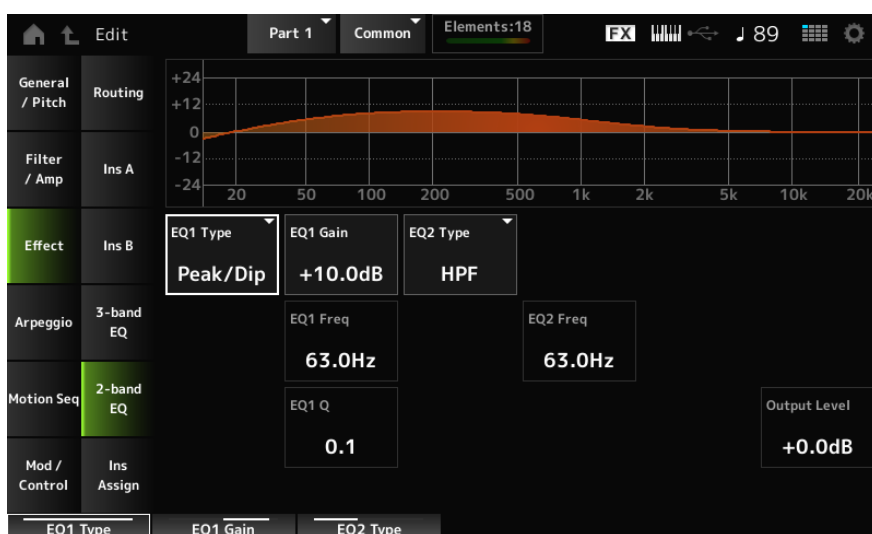 Edit
Part 1
Common
Elements:18
FX
89
General
/ Pitch
Filter
/ Amp
Effect
Arpeggio
Motion Seq
Mod /
Control
Routing
Ins A
Ins B
3-band
EQ
2-band
EQ
Ins
Assign
+24
+12
0
-12
-24
20 50 100 200 500 1k 2k 5k 10k 20k
EQ1 Type
Peak/Dip
EQ1 Gain
+10.0dB
EQ2 Type
HPF
EQ1 Freq
63.0Hz
EQ2 Freq
63.0Hz
EQ1 Q
0.1
Output Level
+0.0dB
EQ1 Type EQ1 Gain EQ2 Type